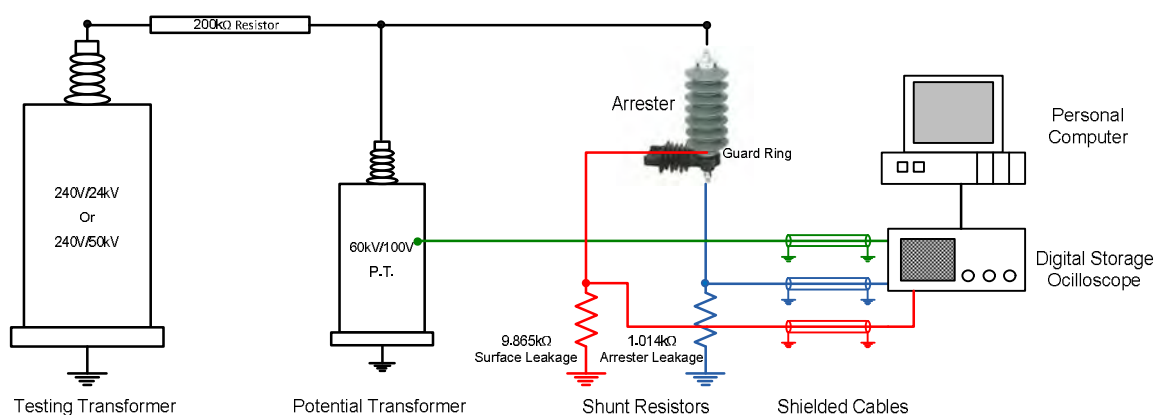 200kΩ Resistor
Arrester
Guard Ring
Personal
Computer
240V/24kV
Or
240V/50kV
60kV/100V
P.T.
Digital Storage
Ocilloscope
9.865kΩ
Surface Leakage
1.014kΩ
Arrester Leakage
Testing Transformer
Potential Transformer
Shunt Resistors
Shielded Cables